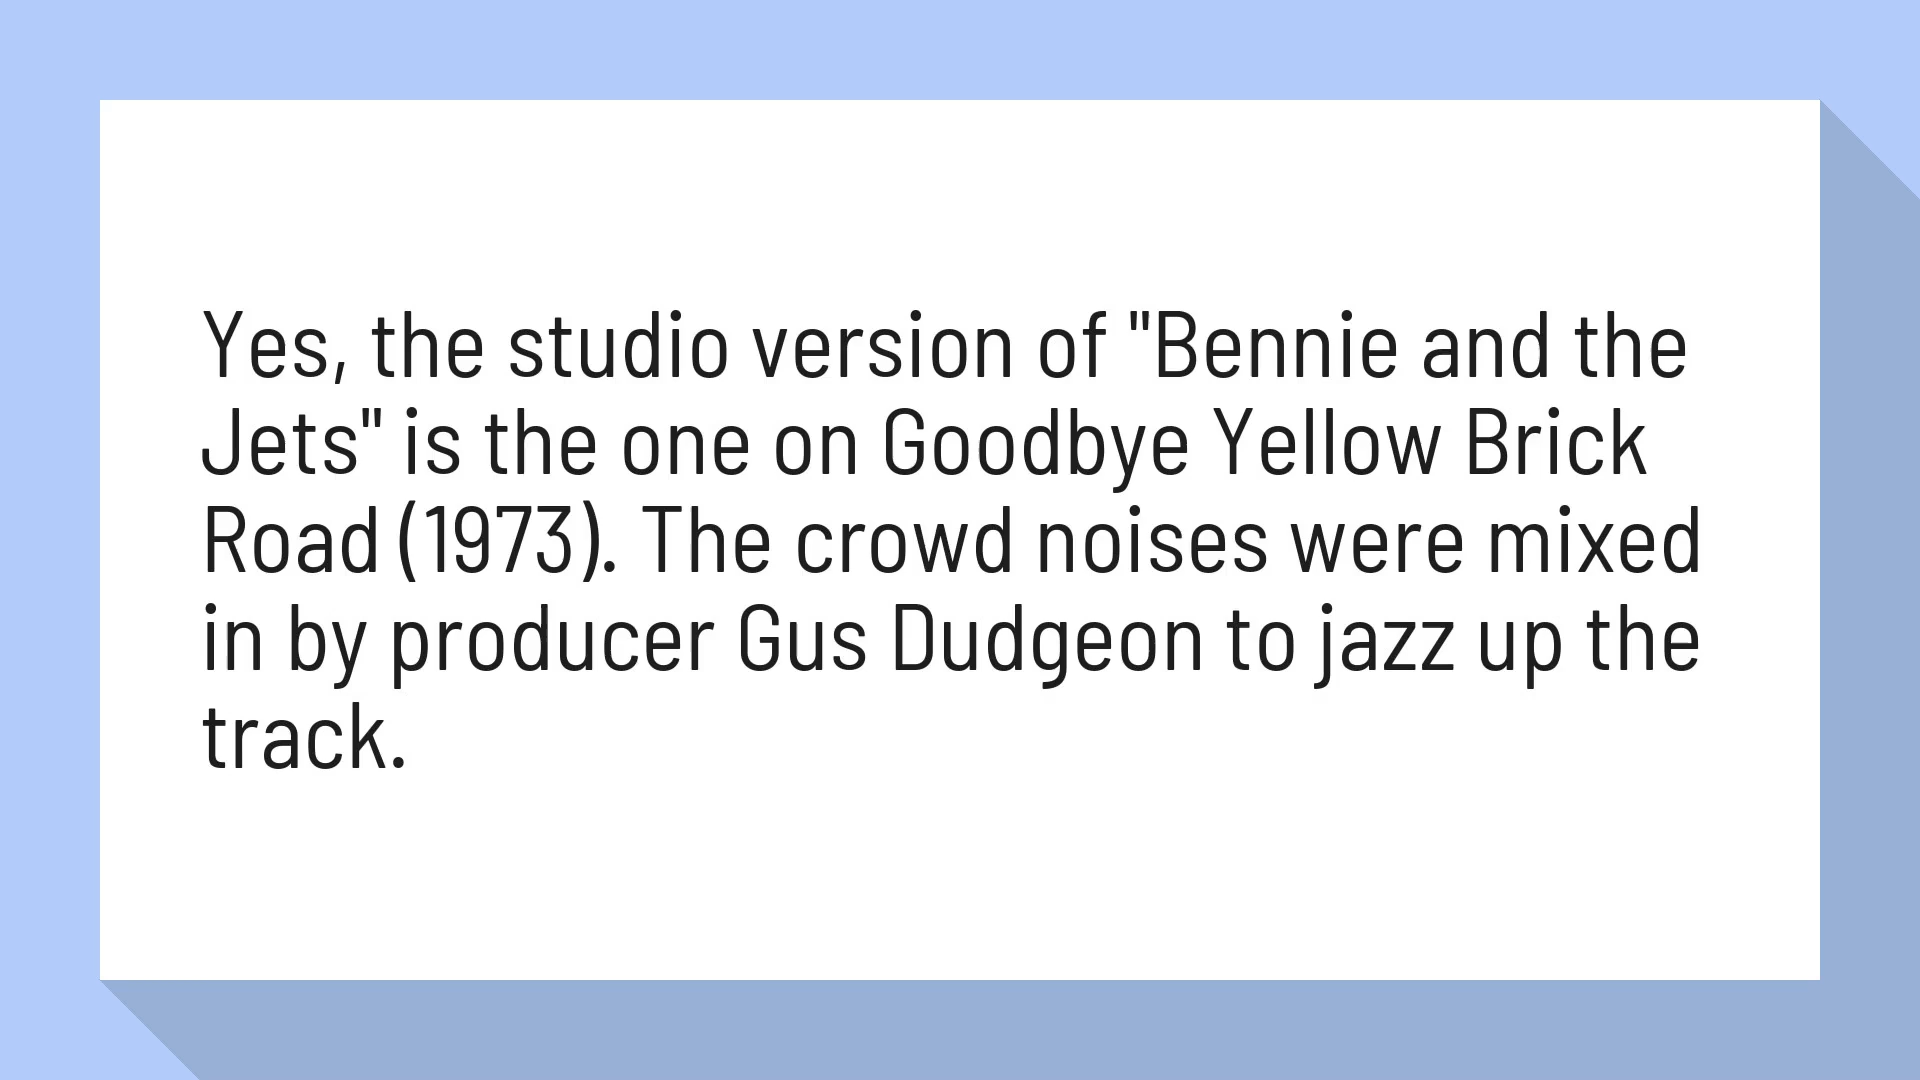 Yes, the studio version of "Bennie and the
Jets" is the one on Goodbye Yellow Brick
Road (1973). The crowd noises were mixed
in by producer Gus Dudgeon to jazz up the
track.